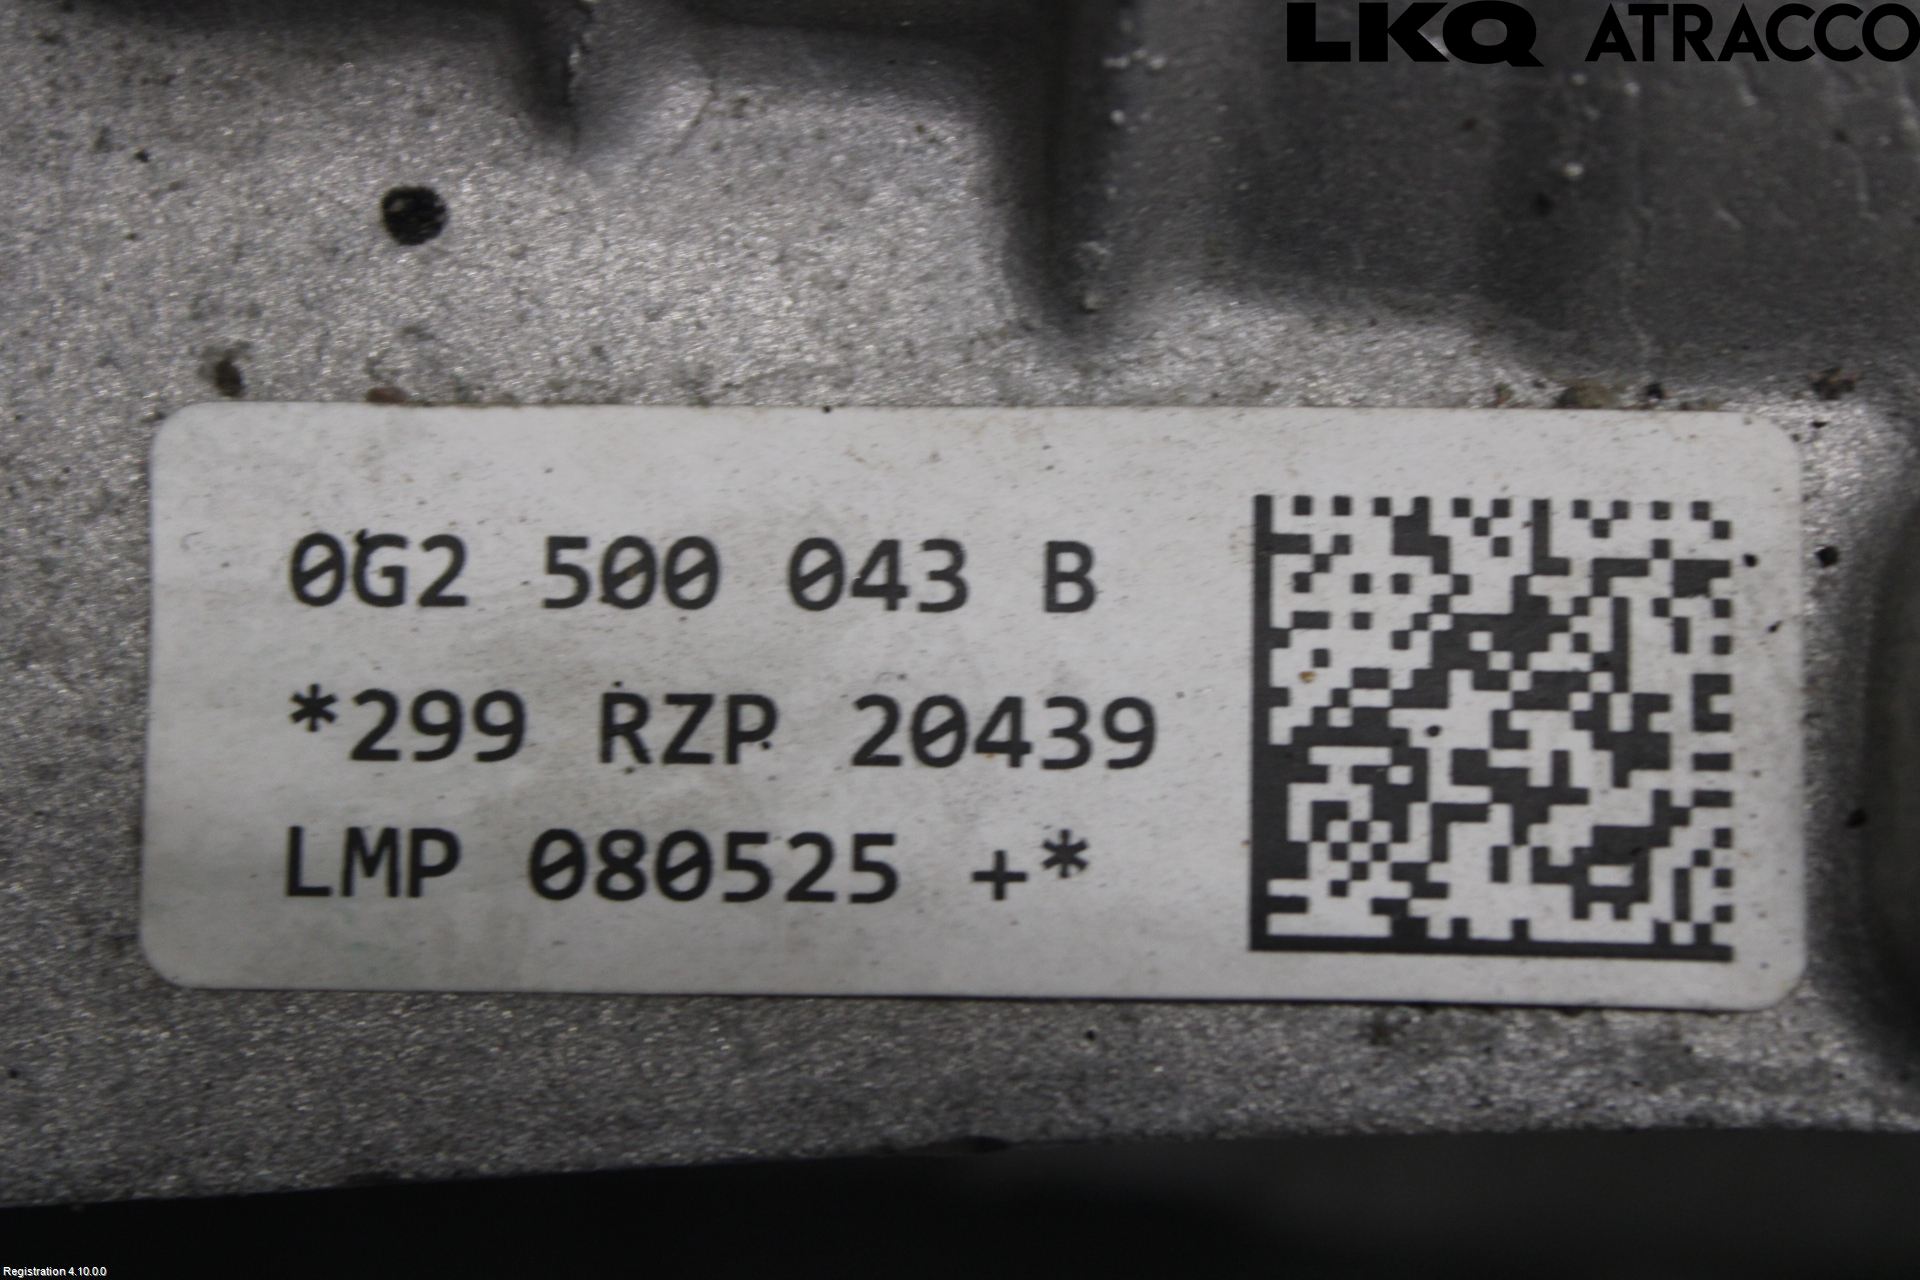 LKQ ATRACCO
0G2 500 043 B
*299 RZP 20439
LMP 080525 +*
Registration 4.10.0.0